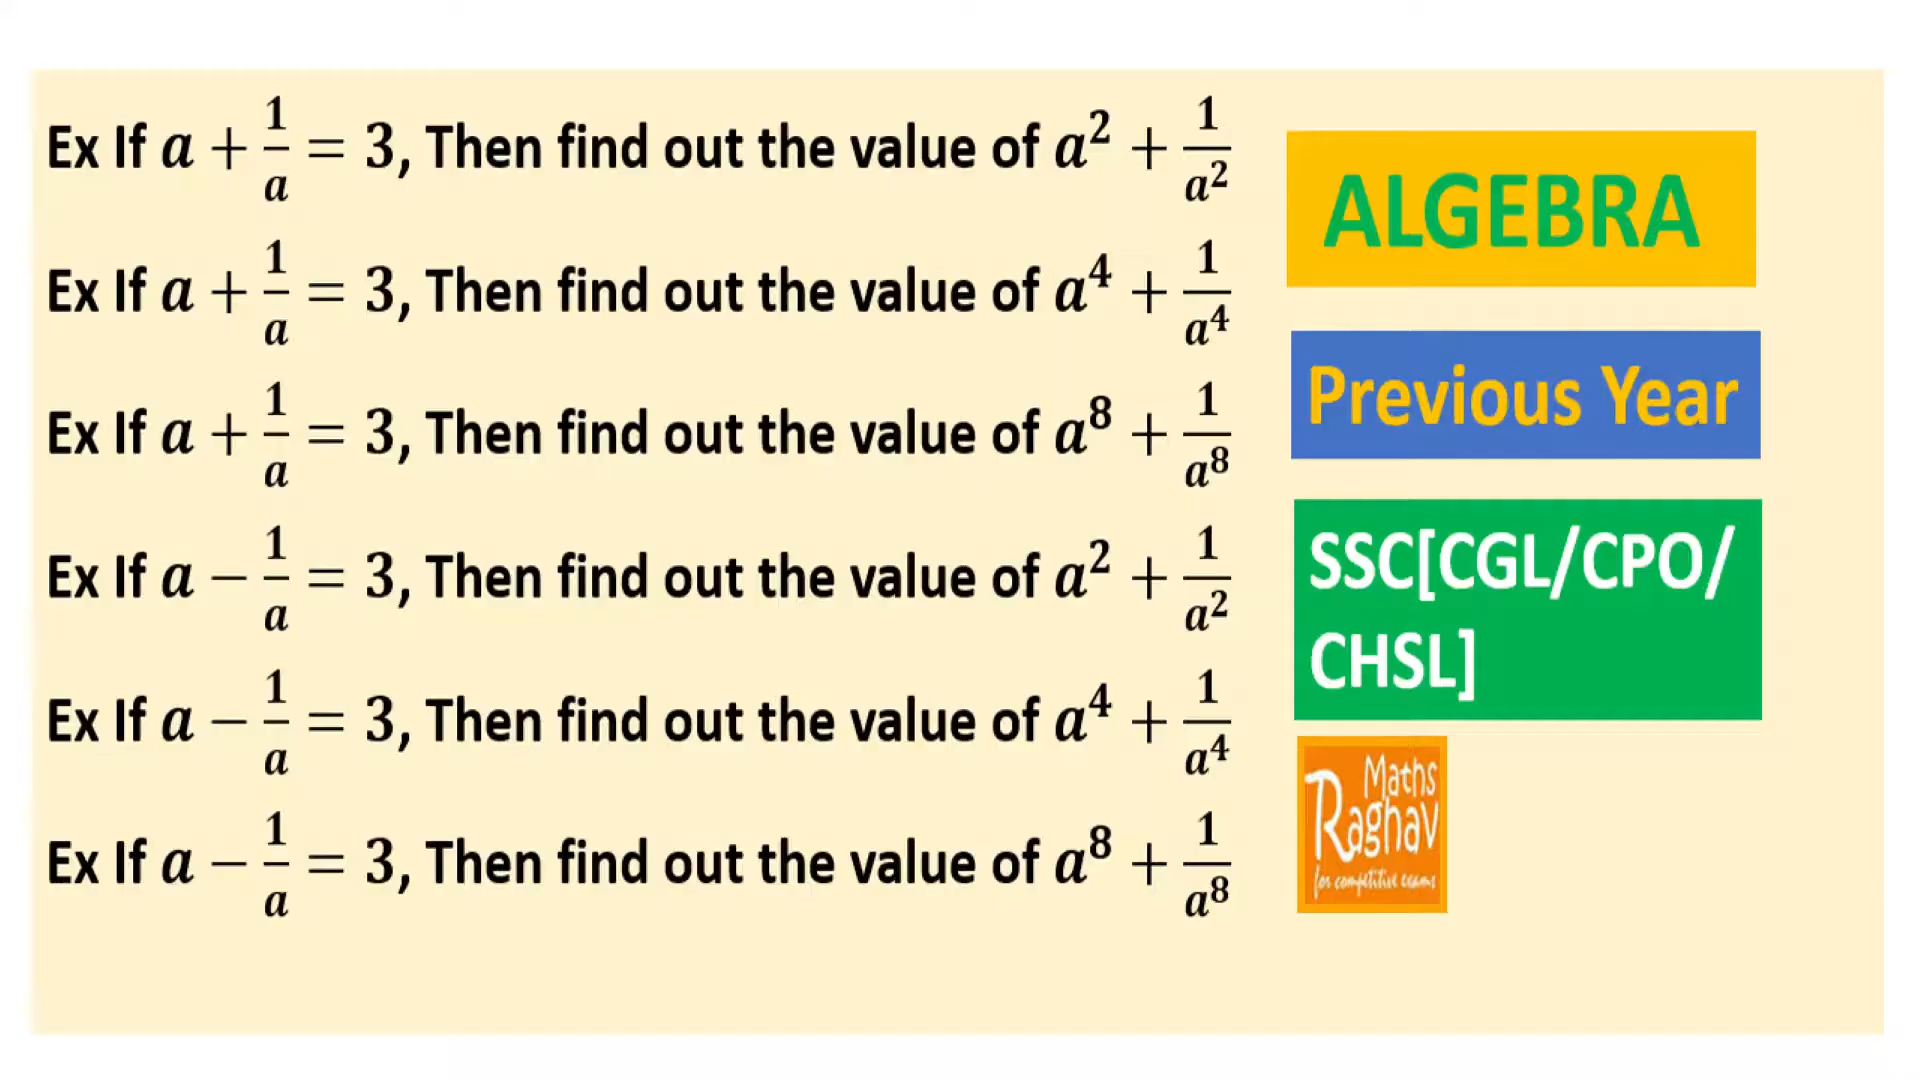 Ex If a + 1/a = 3, Then find out the value of a² + 1/a²
Ex If a + 1/a = 3, Then find out the value of a⁴ + 1/a⁴
Ex If a + 1/a = 3, Then find out the value of a⁸ + 1/a⁸
Ex If a − 1/a = 3, Then find out the value of a² + 1/a²
Ex If a − 1/a = 3, Then find out the value of a⁴ + 1/a⁴
Ex If a − 1/a = 3, Then find out the value of a⁸ + 1/a⁸
ALGEBRA
Previous Year
SSC[CGL/CPO/
CHSL]
Maths
Raghav
for competitive exams